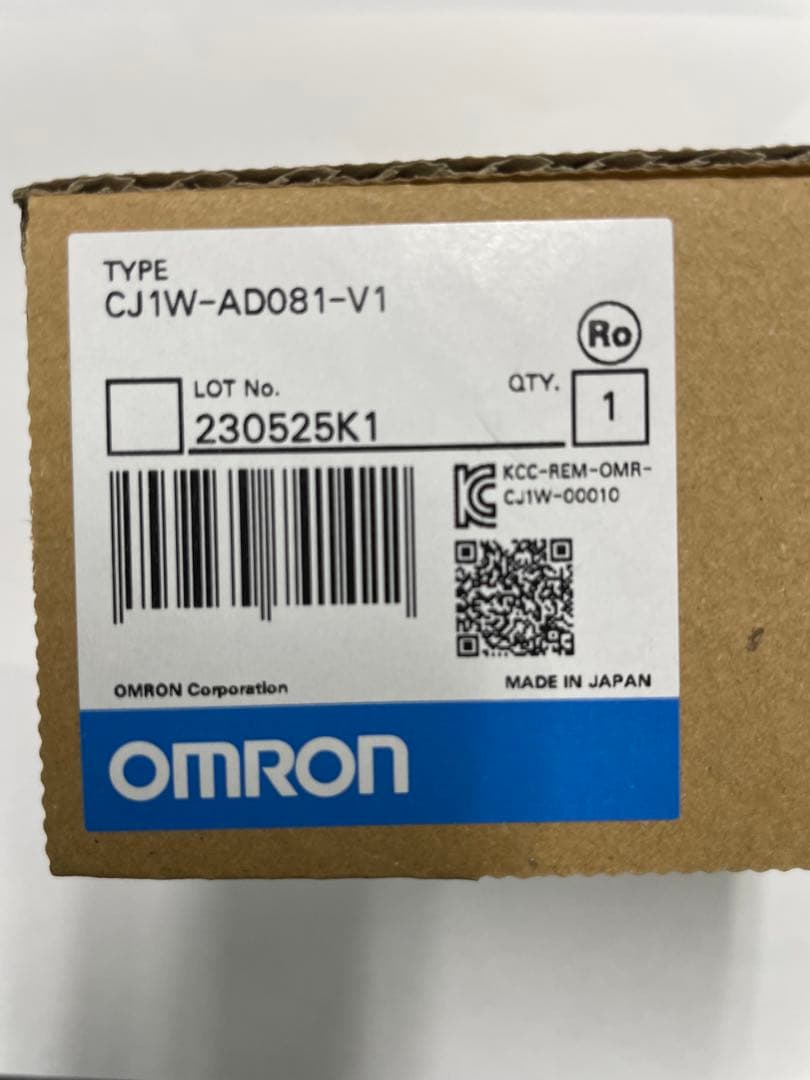 TYPE
CJ1W-AD081-V1
Ro
LOT No.
230525K1
QTY.
1
KC
KCC-REM-OMR-
CJ1W-00010
OMRON Corporation
MADE IN JAPAN
OMRON